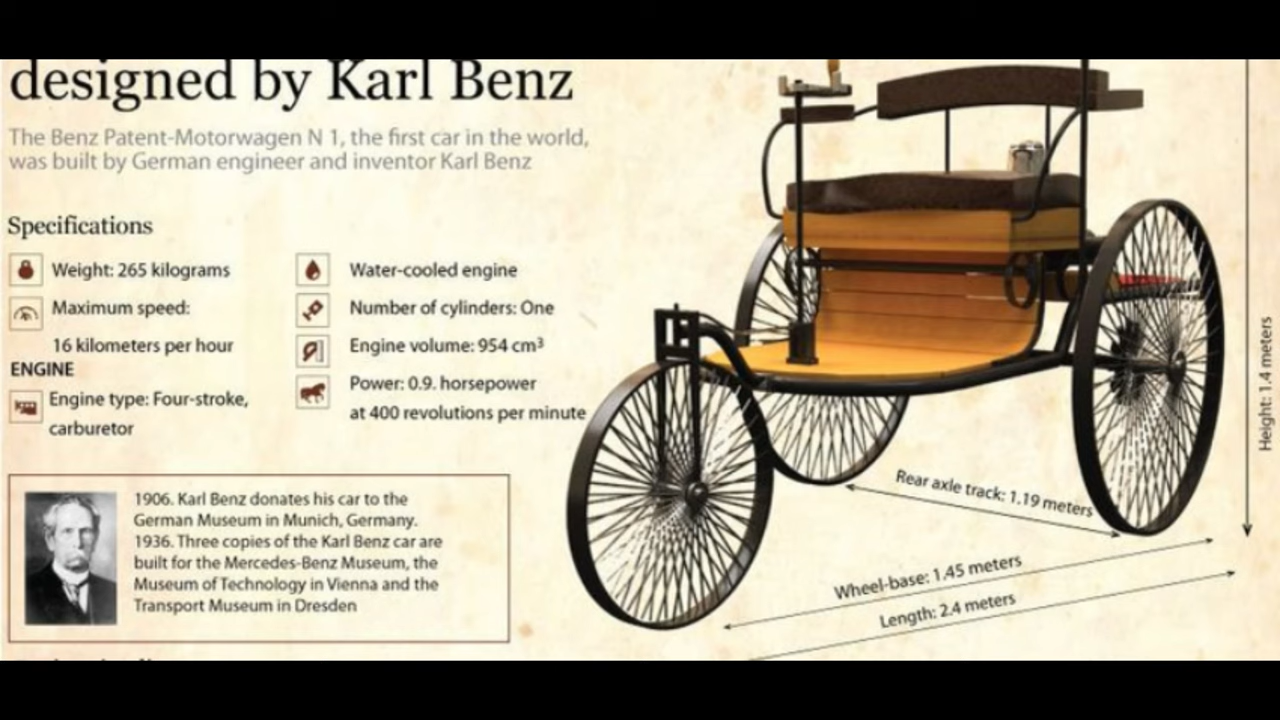 designed by Karl Benz
The Benz Patent-Motorwagen N 1, the first car in the world,
was built by German engineer and inventor Karl Benz
Specifications
Weight: 265 kilograms
Maximum speed:
16 kilometers per hour
ENGINE
Engine type: Four-stroke,
carburetor
Water-cooled engine
Number of cylinders: One
Engine volume: 954 cm³
Power: 0.9. horsepower
at 400 revolutions per minute
1906. Karl Benz donates his car to the
German Museum in Munich, Germany.
1936. Three copies of the Karl Benz car are
built for the Mercedes-Benz Museum, the
Museum of Technology in Vienna and the
Transport Museum in Dresden
Rear axle track: 1.19 meters
Wheel-base: 1.45 meters
Length: 2.4 meters
Height: 1.4 meters